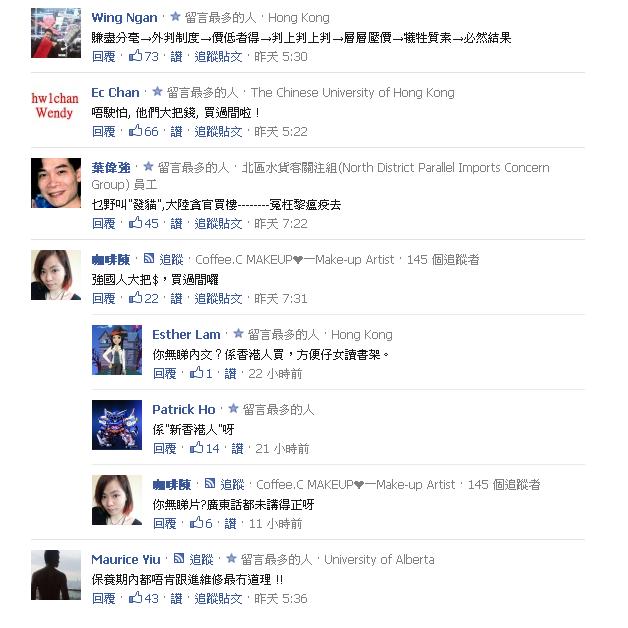 Wing Ngan · 留言最多的人 · Hong Kong
賺盡分毫→外判制度→價低者得→判上判上判→層層壓價→犧牲質素→必然結果
回覆 · 73 · 讚 · 追蹤貼文 · 昨天 5:30
hw1chan
Wendy
Ec Chan · 留言最多的人 · The Chinese University of Hong Kong
唔駛怕, 他們大把錢, 買過間啦 !
回覆 · 66 · 讚 · 追蹤貼文 · 昨天 5:22
葉偉強 · 留言最多的人 · 北區水貨客關注組(North District Parallel Imports Concern
Group) 員工
乜野叫"發貓",大陸貪官買樓--------冤枉黎瘟疫去
回覆 · 45 · 讚 · 追蹤貼文 · 昨天 7:22
咖啡陳 · 追蹤 · Coffee.C MAKEUP❤一Make-up Artist · 145 個追蹤者
強國人大把$，買過間囉
回覆 · 22 · 讚 · 追蹤貼文 · 昨天 7:31
Esther Lam · 留言最多的人 · Hong Kong
你無睇內文？係香港人買，方便仔女讀書架。
回覆 · 1 · 讚 · 22 小時前
Patrick Ho · 留言最多的人
係"新香港人"呀
回覆 · 14 · 讚 · 21 小時前
咖啡陳 · 追蹤 · Coffee.C MAKEUP❤一Make-up Artist · 145 個追蹤者
你無睇片?廣東話都未講得正呀
回覆 · 6 · 讚 · 11 小時前
Maurice Yiu · 追蹤 · 留言最多的人 · University of Alberta
保養期內都唔肯跟進維修最冇道理 !!
回覆 · 43 · 讚 · 追蹤貼文 · 昨天 5:36